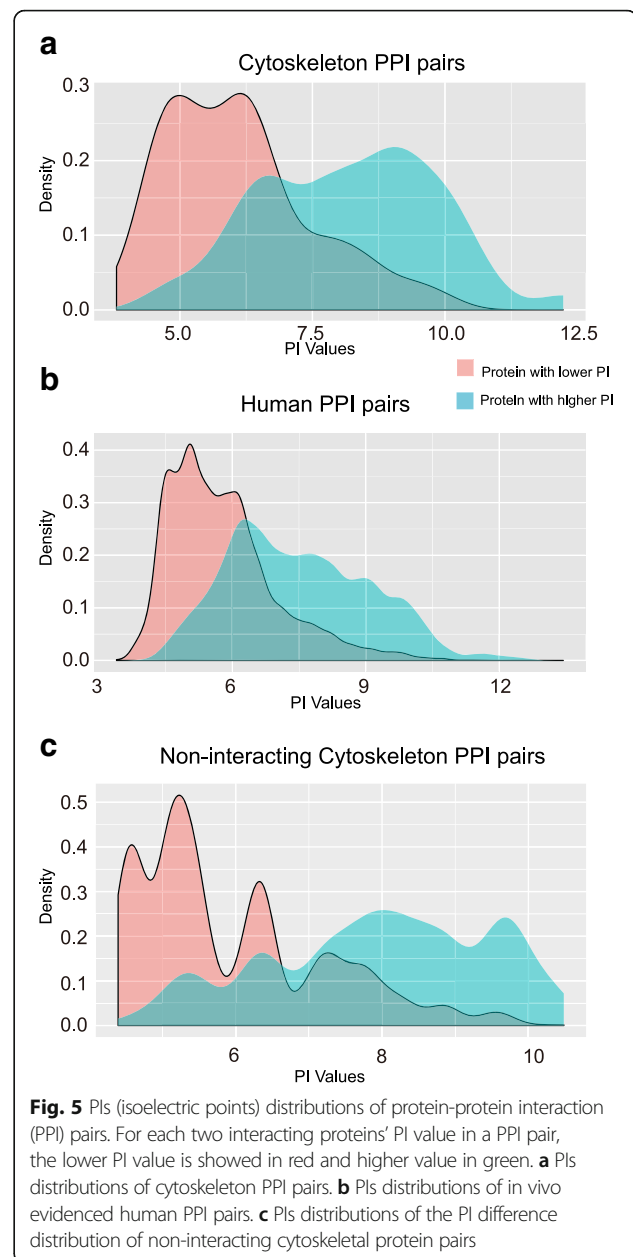 a
Cytoskeleton PPI pairs
0.3
0.2
0.1
0.0
Density
5.0 7.5 10.0 12.5
PI Values
Protein with lower PI
Protein with higher PI
b
Human PPI pairs
0.4
0.3
0.2
0.1
0.0
Density
3 6 9 12
PI Values
c
Non-interacting Cytoskeleton PPI pairs
0.5
0.4
0.3
0.2
0.1
0.0
Density
6 8 10
PI Values
Fig. 5 PIs (isoelectric points) distributions of protein-protein interaction
(PPI) pairs. For each two interacting proteins' PI value in a PPI pair,
the lower PI value is showed in red and higher value in green. a PIs
distributions of cytoskeleton PPI pairs. b PIs distributions of in vivo
evidenced human PPI pairs. c PIs distributions of the PI difference
distribution of non-interacting cytoskeletal protein pairs